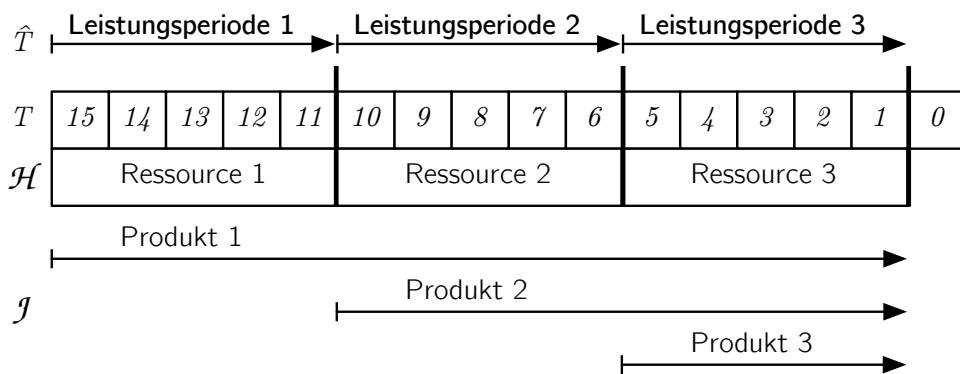 T̂ Leistungsperiode 1 Leistungsperiode 2 Leistungsperiode 3
T 15 14 13 12 11 10 9 8 7 6 5 4 3 2 1 0
ℋ Ressource 1 Ressource 2 Ressource 3
Produkt 1
𝒥 Produkt 2
Produkt 3